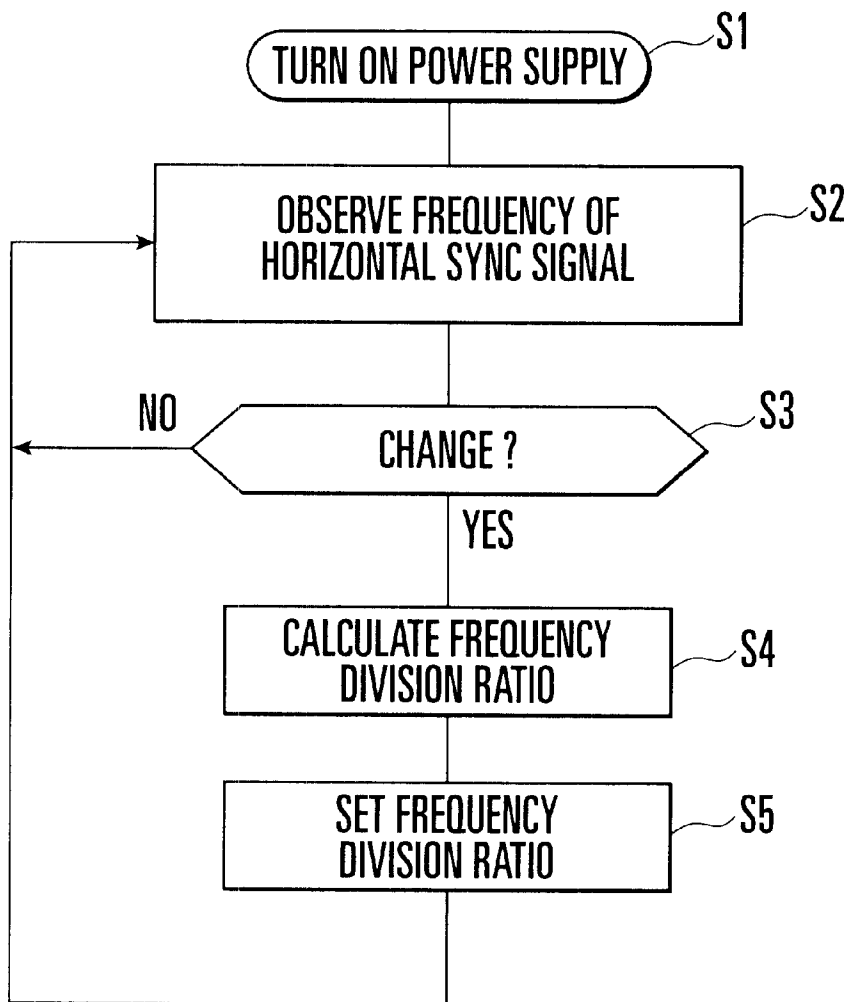 TURN ON POWER SUPPLY
S1
OBSERVE FREQUENCY OF
HORIZONTAL SYNC SIGNAL
S2
NO
CHANGE ?
S3
YES
CALCULATE FREQUENCY
DIVISION RATIO
S4
SET FREQUENCY
DIVISION RATIO
S5